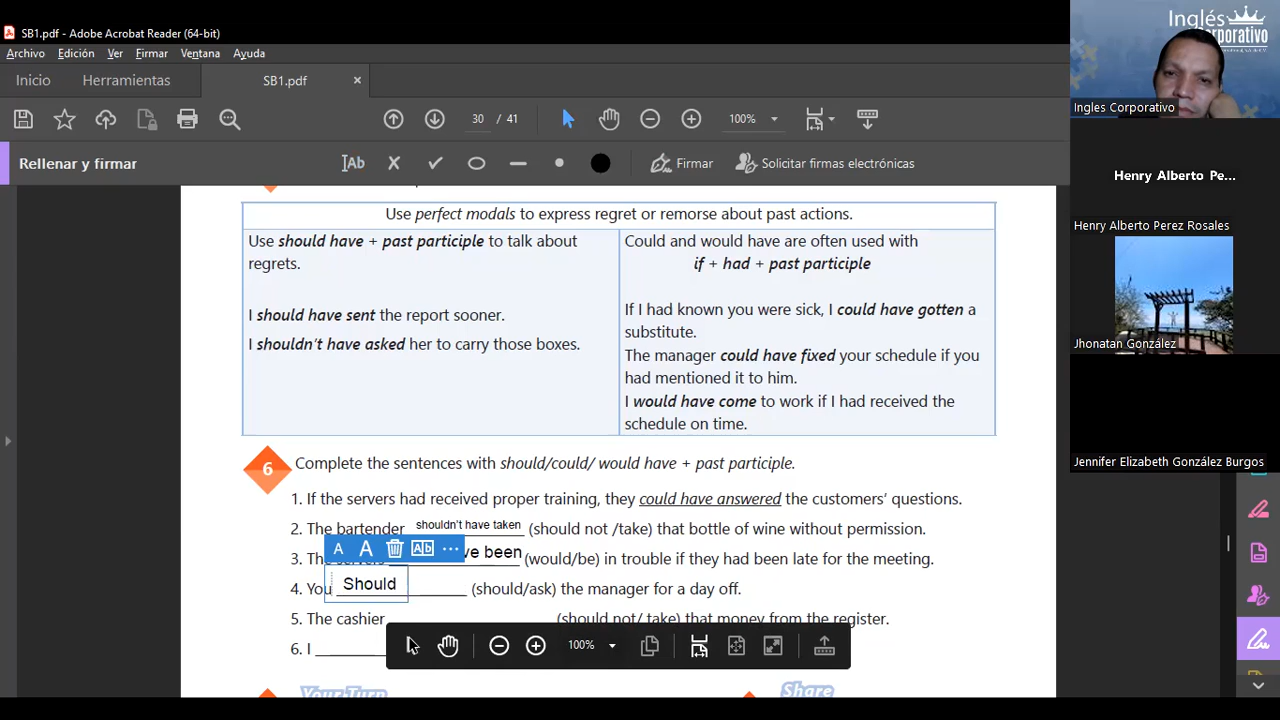 SB1.pdf - Adobe Acrobat Reader (64-bit)
Archivo Edición Ver Firmar Ventana Ayuda
Inicio Herramientas SB1.pdf ×
30 / 41 100%
Rellenar y firmar Ab Firmar Solicitar firmas electrónicas
Use perfect modals to express regret or remorse about past actions.
Use should have + past participle to talk about
regrets.
I should have sent the report sooner.
I shouldn't have asked her to carry those boxes.
Could and would have are often used with
if + had + past participle
If I had known you were sick, I could have gotten a
substitute.
The manager could have fixed your schedule if you
had mentioned it to him.
I would have come to work if I had received the
schedule on time.
6 Complete the sentences with should/could/ would have + past participle.
1. If the servers had received proper training, they could have answered the customers' questions.
2. The bartender shouldn't have taken (should not /take) that bottle of wine without permission.
A A Ab ...
3. The servers ve been (would/be) in trouble if they had been late for the meeting.
4. You Should (should/ask) the manager for a day off.
5. The cashier (should not/ take) that money from the register.
6. I
100%
Your Turn Share
Inglés
Corporativo
Ingles Corporativo
Henry Alberto Pe...
Henry Alberto Perez Rosales
Jhonatan González
Jennifer Elizabeth González Burgos